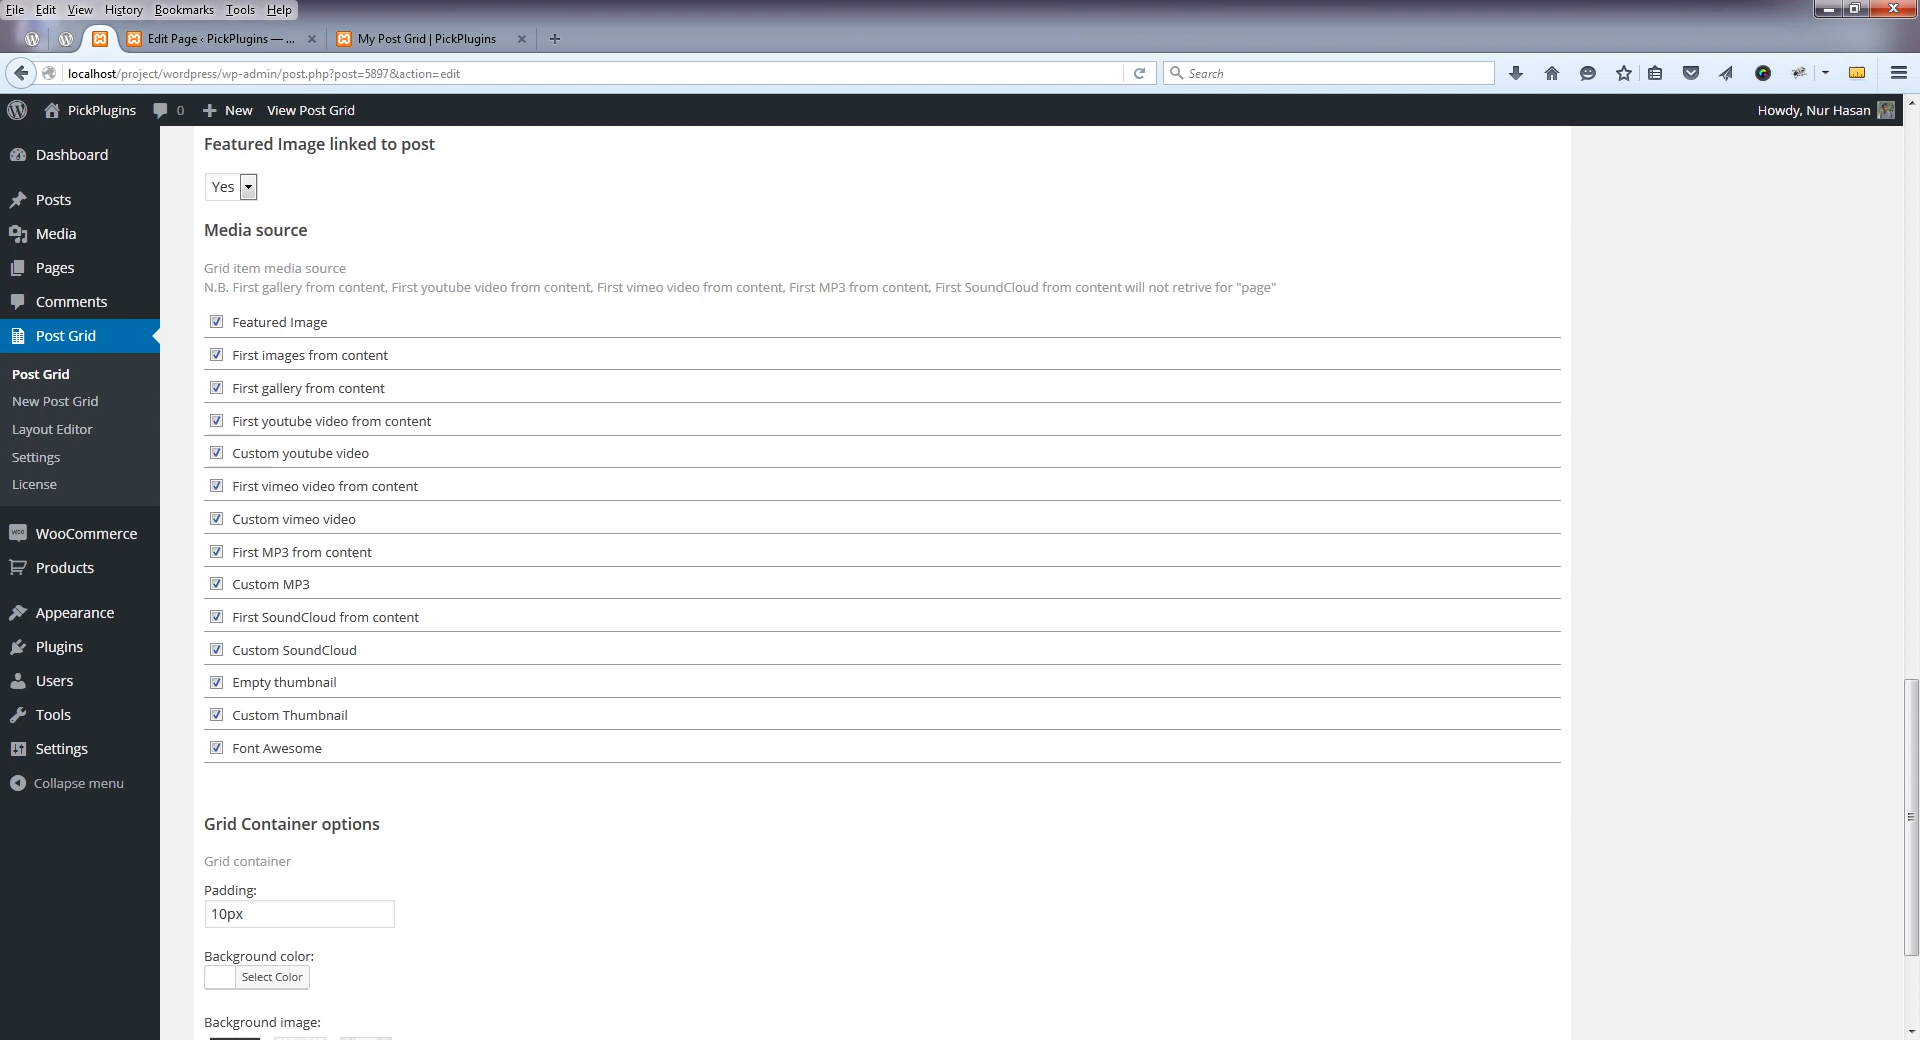 File Edit View History Bookmarks Tools Help
Edit Page ‹ PickPlugins — ...
My Post Grid | PickPlugins
localhost/project/wordpress/wp-admin/post.php?post=5897&action=edit
Search
PickPlugins 0 New View Post Grid
Howdy, Nur Hasan
Dashboard
Posts
Media
Pages
Comments
Post Grid
Post Grid
New Post Grid
Layout Editor
Settings
License
WooCommerce
Products
Appearance
Plugins
Users
Tools
Settings
Collapse menu
Featured Image linked to post
Yes
Media source
Grid item media source
N.B. First gallery from content, First youtube video from content, First vimeo video from content, First MP3 from content, First SoundCloud from content will not retrive for "page"
Featured Image
First images from content
First gallery from content
First youtube video from content
Custom youtube video
First vimeo video from content
Custom vimeo video
First MP3 from content
Custom MP3
First SoundCloud from content
Custom SoundCloud
Empty thumbnail
Custom Thumbnail
Font Awesome
Grid Container options
Grid container
Padding:
10px
Background color:
Select Color
Background image: